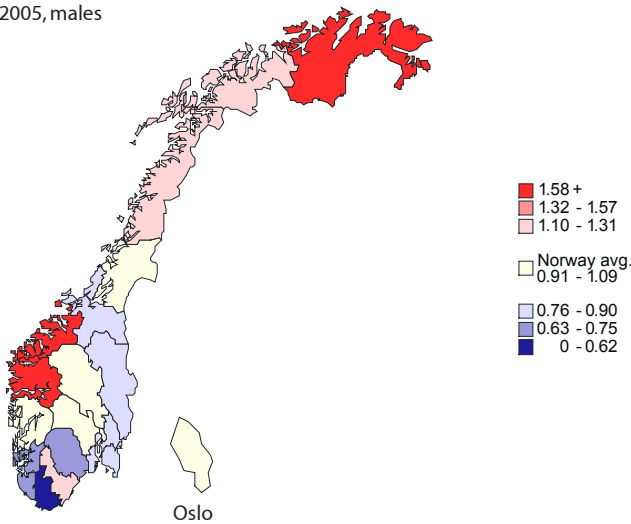 2005, males
1.58 +
1.32 - 1.57
1.10 - 1.31
Norway avg.
0.91 - 1.09
0.76 - 0.90
0.63 - 0.75
0 - 0.62
Oslo